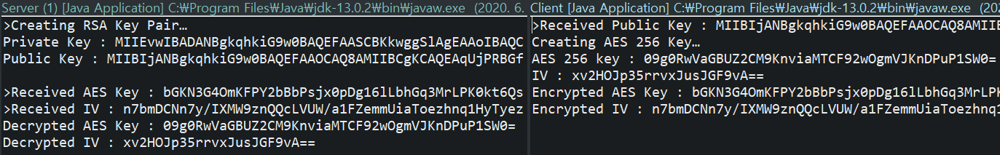 Server (1) [Java Application] C:₩Program Files₩Java₩jdk-13.0.2₩bin₩javaw.exe (2020. 6.
>Creating RSA Key Pair…
Private Key : MIIEvwIBADANBgkqhkiG9w0BAQEFAASCBKkwggSlAgEAAoIBAQC
Public Key : MIIBIjANBgkqhkiG9w0BAQEFAAOCAQ8AMIIBCgKCAQEAqUjPRBGf
>Received AES Key : bGKN3G4OmKFPY2bBbPsjx0pDg16lLbhGq3MrLPK0kt6Qs
>Received IV : n7bmDCNn7y/IXMW9znQQcLVUW/a1FZemmUiaToezhnq1HyTyez
Decrypted AES Key : 09g0RwVaGBUZ2CM9KnviaMTCF92wOgmVJKnDPuP1SW0=
Decrypted IV : xv2HOJp35rrvxJusJGF9vA==
Client [Java Application] C:₩Program Files₩Java₩jdk-13.0.2₩bin₩javaw.exe (202
>Received Public Key : MIIBIjANBgkqhkiG9w0BAQEFAAOCAQ8AMIIB
Creating AES 256 Key…
AES 256 key : 09g0RwVaGBUZ2CM9KnviaMTCF92wOgmVJKnDPuP1SW0=
IV : xv2HOJp35rrvxJusJGF9vA==
Encrypted AES Key : bGKN3G4OmKFPY2bBbPsjx0pDg16lLbhGq3MrLPK
Encrypted IV : n7bmDCNn7y/IXMW9znQQcLVUW/a1FZemmUiaToezhnq1